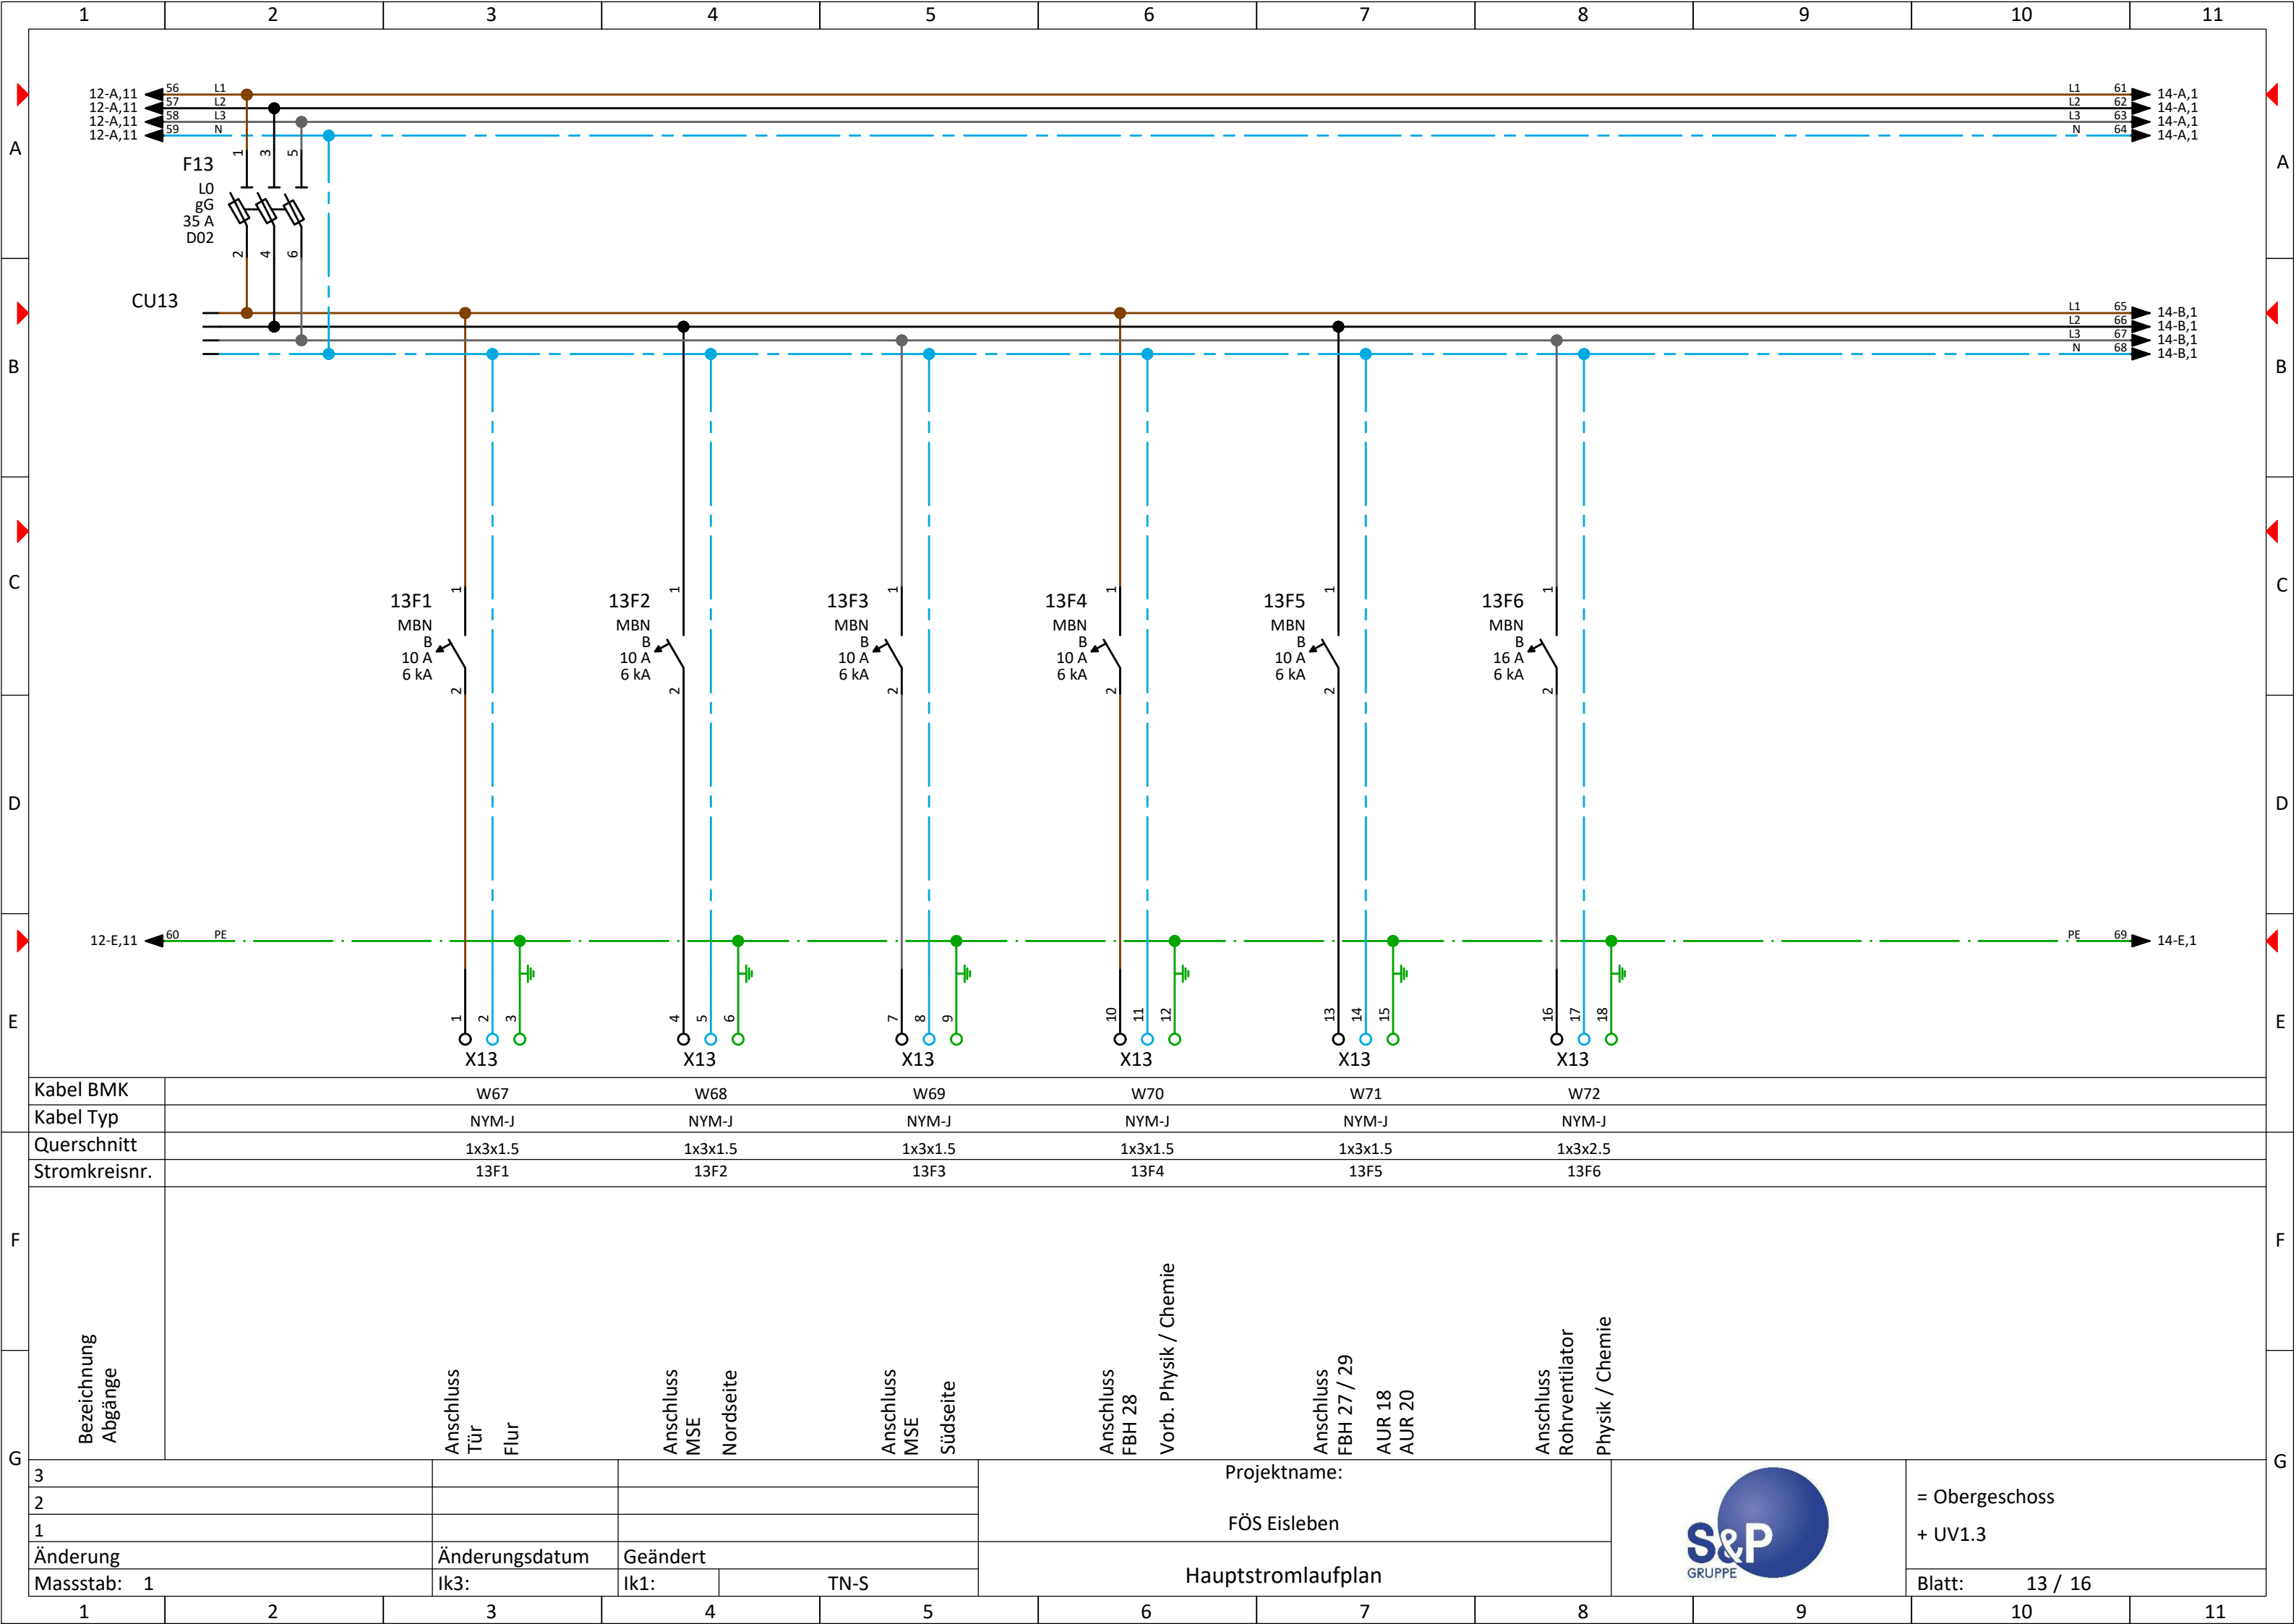 1 2 3 4 5 6 7 8 9 10 11
12-A,11 56 L1 L1 61 14-A,1
12-A,11 57 L2 L2 62 14-A,1
12-A,11 58 L3 L3 63 14-A,1
12-A,11 59 N N 64 14-A,1
A A
1 3 5
F13
L0
gG
35 A
D02
2 4 6
CU13
L1 65 14-B,1
L2 66 14-B,1
L3 67 14-B,1
N 68 14-B,1
B B
1 1 1 1 1 1
C C
13F1 13F2 13F3 13F4 13F5 13F6
MBN MBN MBN MBN MBN MBN
B B B B B B
10 A 10 A 10 A 10 A 10 A 16 A
6 kA 6 kA 6 kA 6 kA 6 kA 6 kA
2 2 2 2 2 2
D D
12-E,11 60 PE PE 69 14-E,1
E E
1 2 3 4 5 6 7 8 9 10 11 12 13 14 15 16 17 18
X13 X13 X13 X13 X13 X13
Kabel BMK W67 W68 W69 W70 W71 W72
Kabel Typ NYM-J NYM-J NYM-J NYM-J NYM-J NYM-J
Querschnitt 1x3x1.5 1x3x1.5 1x3x1.5 1x3x1.5 1x3x1.5 1x3x2.5
Stromkreisnr. 13F1 13F2 13F3 13F4 13F5 13F6
F F
Bezeichnung
Abgänge
Anschluss
Tür
Flur
Anschluss
MSE
Nordseite
Anschluss
MSE
Südseite
Anschluss
FBH 28
Vorb. Physik / Chemie
Anschluss
FBH 27 / 29
AUR 18
AUR 20
Anschluss
Rohrventilator
Physik / Chemie
G G
3
2
1
Änderung Änderungsdatum Geändert
Massstab: 1 Ik3: Ik1: TN-S
Projektname:
FÖS Eisleben
Hauptstromlaufplan
S&P
GRUPPE
= Obergeschoss
+ UV1.3
Blatt: 13 / 16
1 2 3 4 5 6 7 8 9 10 11